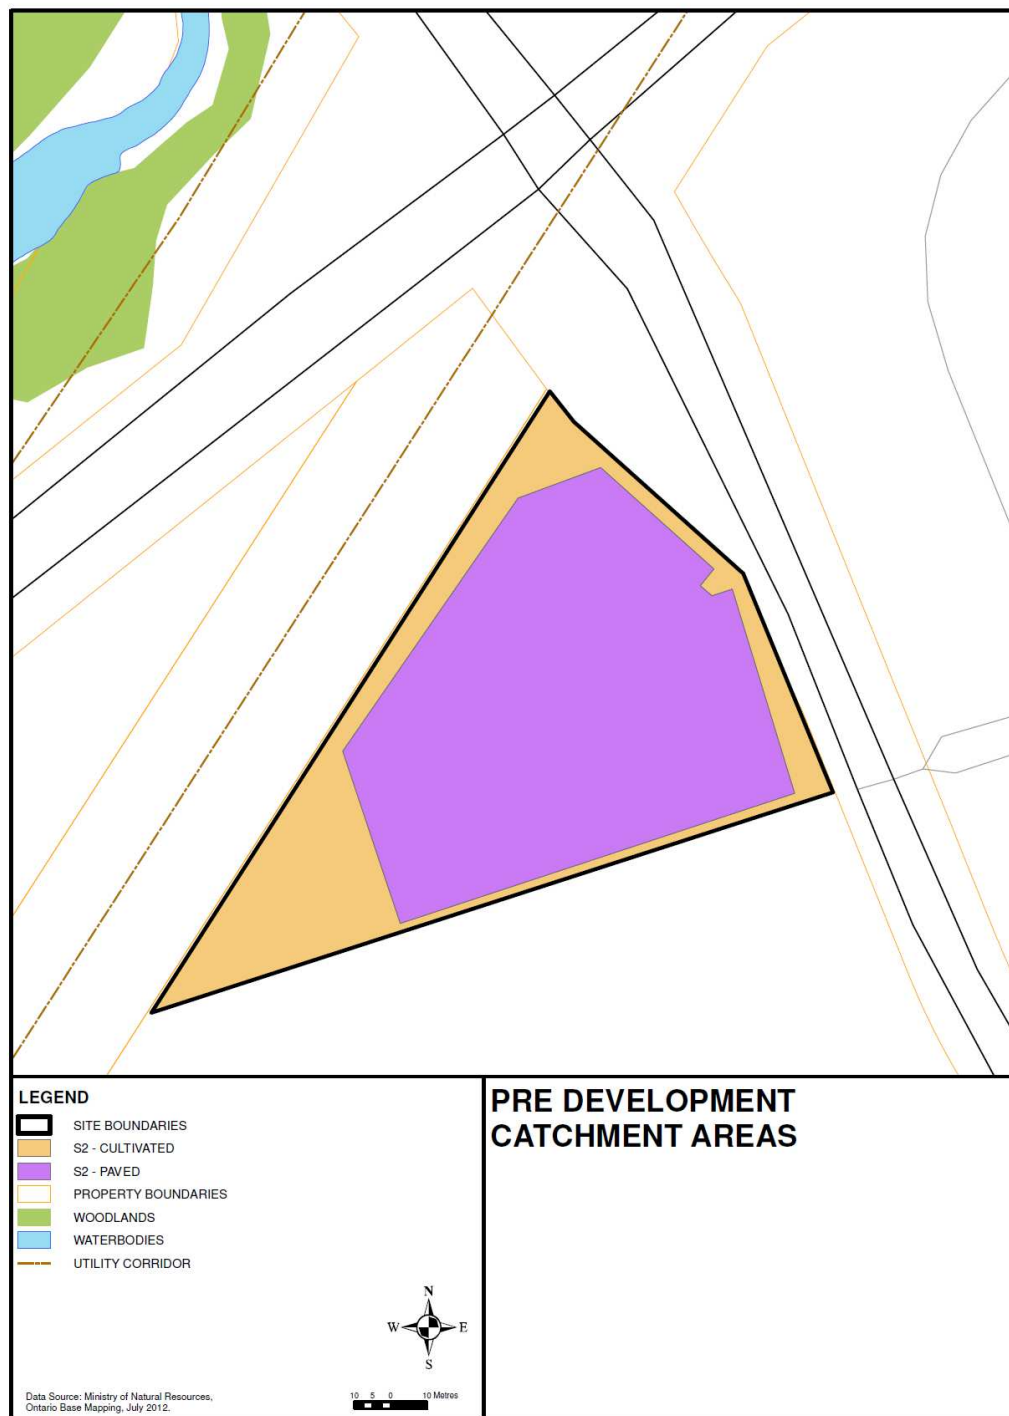 LEGEND
SITE BOUNDARIES
S2 - CULTIVATED
S2 - PAVED
PROPERTY BOUNDARIES
WOODLANDS
WATERBODIES
UTILITY CORRIDOR
N
W E
S
10 5 0 10 Metres
Data Source: Ministry of Natural Resources,
Ontario Base Mapping, July 2012.
PRE DEVELOPMENT
CATCHMENT AREAS